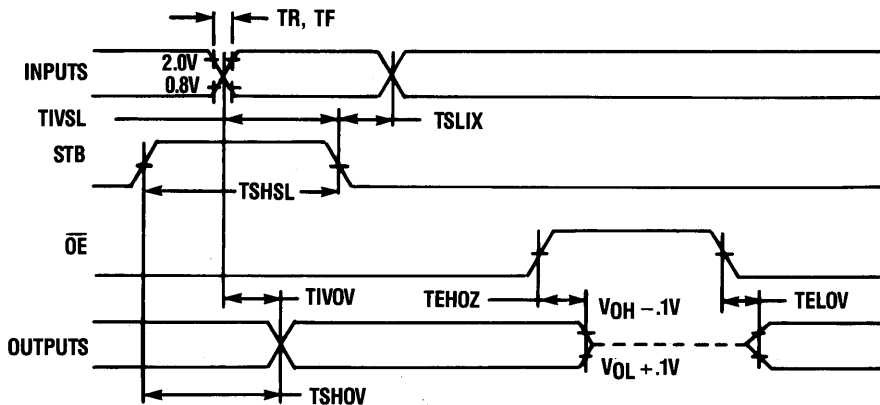 TR, TF
INPUTS
2.0V
0.8V
TIVSL
TSLIX
STB
TSHSL
OE
TIVOV
TEHOZ
VOH −.1V
TELOV
OUTPUTS
VOL +.1V
TSHOV